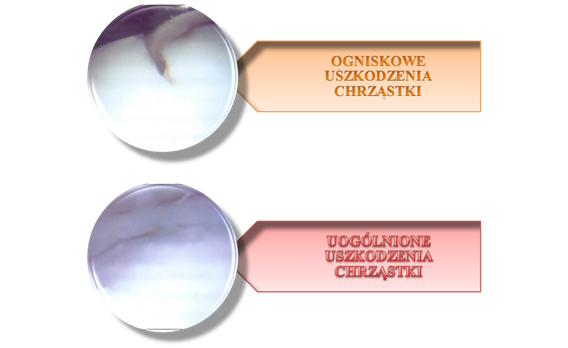 OGNISKOWE
USZKODZENIA
CHRZĄSTKI
UOGÓLNIONE
USZKODZENIA
CHRZĄSTKI